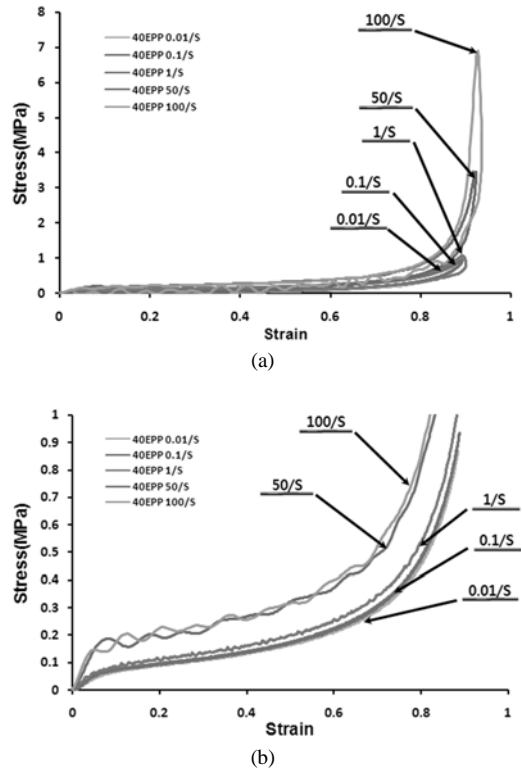 8
7
6
5
4
3
2
1
0
Stress(MPa)
40EPP 0.01/S
40EPP 0.1/S
40EPP 1/S
40EPP 50/S
40EPP 100/S
100/S
50/S
1/S
0.1/S
0.01/S
0 0.2 0.4 0.6 0.8 1
Strain
(a)
1
0.9
0.8
0.7
0.6
0.5
0.4
0.3
0.2
0.1
0
Stress(MPa)
40EPP 0.01/S
40EPP 0.1/S
40EPP 1/S
40EPP 50/S
40EPP 100/S
100/S
50/S
1/S
0.1/S
0.01/S
0 0.2 0.4 0.6 0.8 1
Strain
(b)